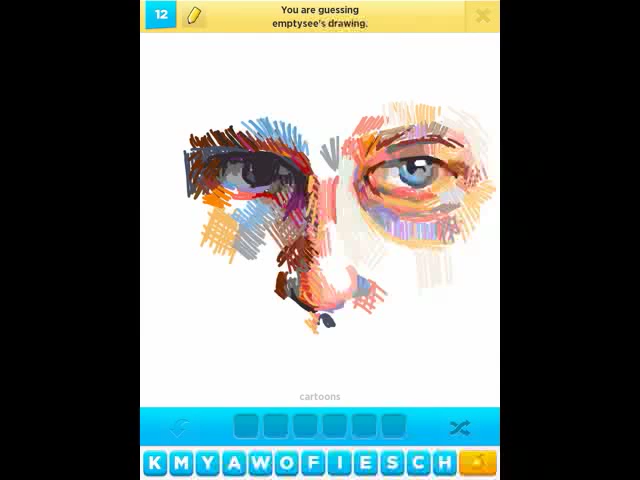 12
You are guessing
emptysee's drawing.
cartoons
K M Y A W O F I E S C H